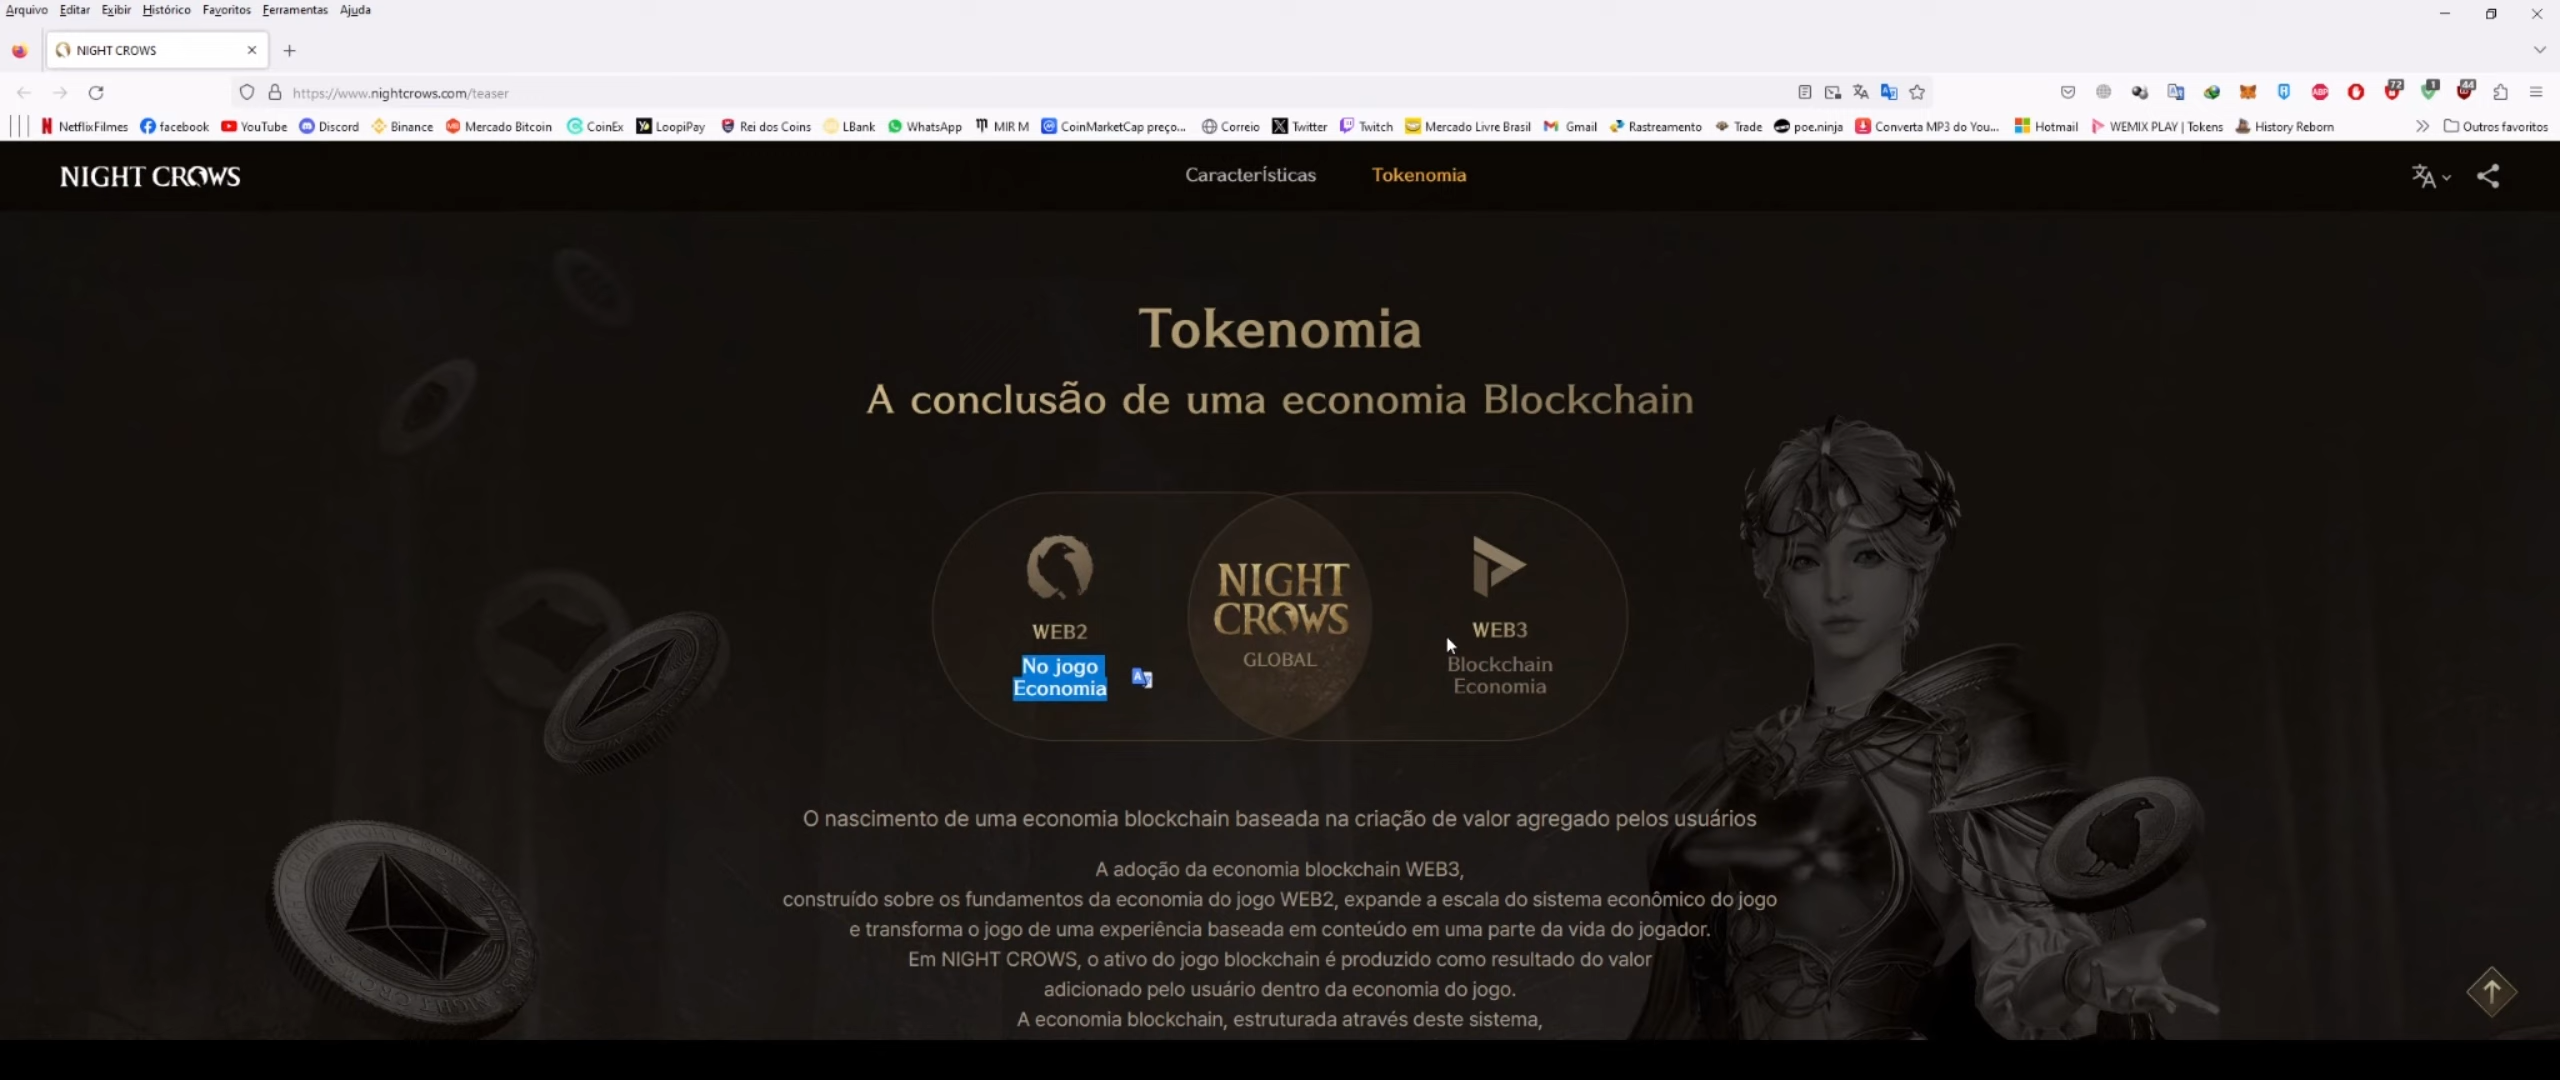 Arquivo Editar Exibir Histórico Favoritos Ferramentas Ajuda
NIGHT CROWS
https://www.nightcrows.com/teaser
NetflixFilmes facebook YouTube Discord Binance Mercado Bitcoin CoinEx LoopiPay Rei dos Coins LBank WhatsApp MIR M CoinMarketCap preço... Correio Twitter Twitch Mercado Livre Brasil Gmail Rastreamento Trade poe.ninja Converta MP3 do You... Hotmail WEMIX PLAY | Tokens History Reborn Outros favoritos
NIGHT CROWS Características Tokenomia
Tokenomia
A conclusão de uma economia Blockchain
WEB2
No jogo
Economia
NIGHT
CROWS
GLOBAL
WEB3
Blockchain
Economia
O nascimento de uma economia blockchain baseada na criação de valor agregado pelos usuários
A adoção da economia blockchain WEB3,
construído sobre os fundamentos da economia do jogo WEB2, expande a escala do sistema econômico do jogo
e transforma o jogo de uma experiência baseada em conteúdo em uma parte da vida do jogador.
Em NIGHT CROWS, o ativo do jogo blockchain é produzido como resultado do valor
adicionado pelo usuário dentro da economia do jogo.
A economia blockchain, estruturada através deste sistema,